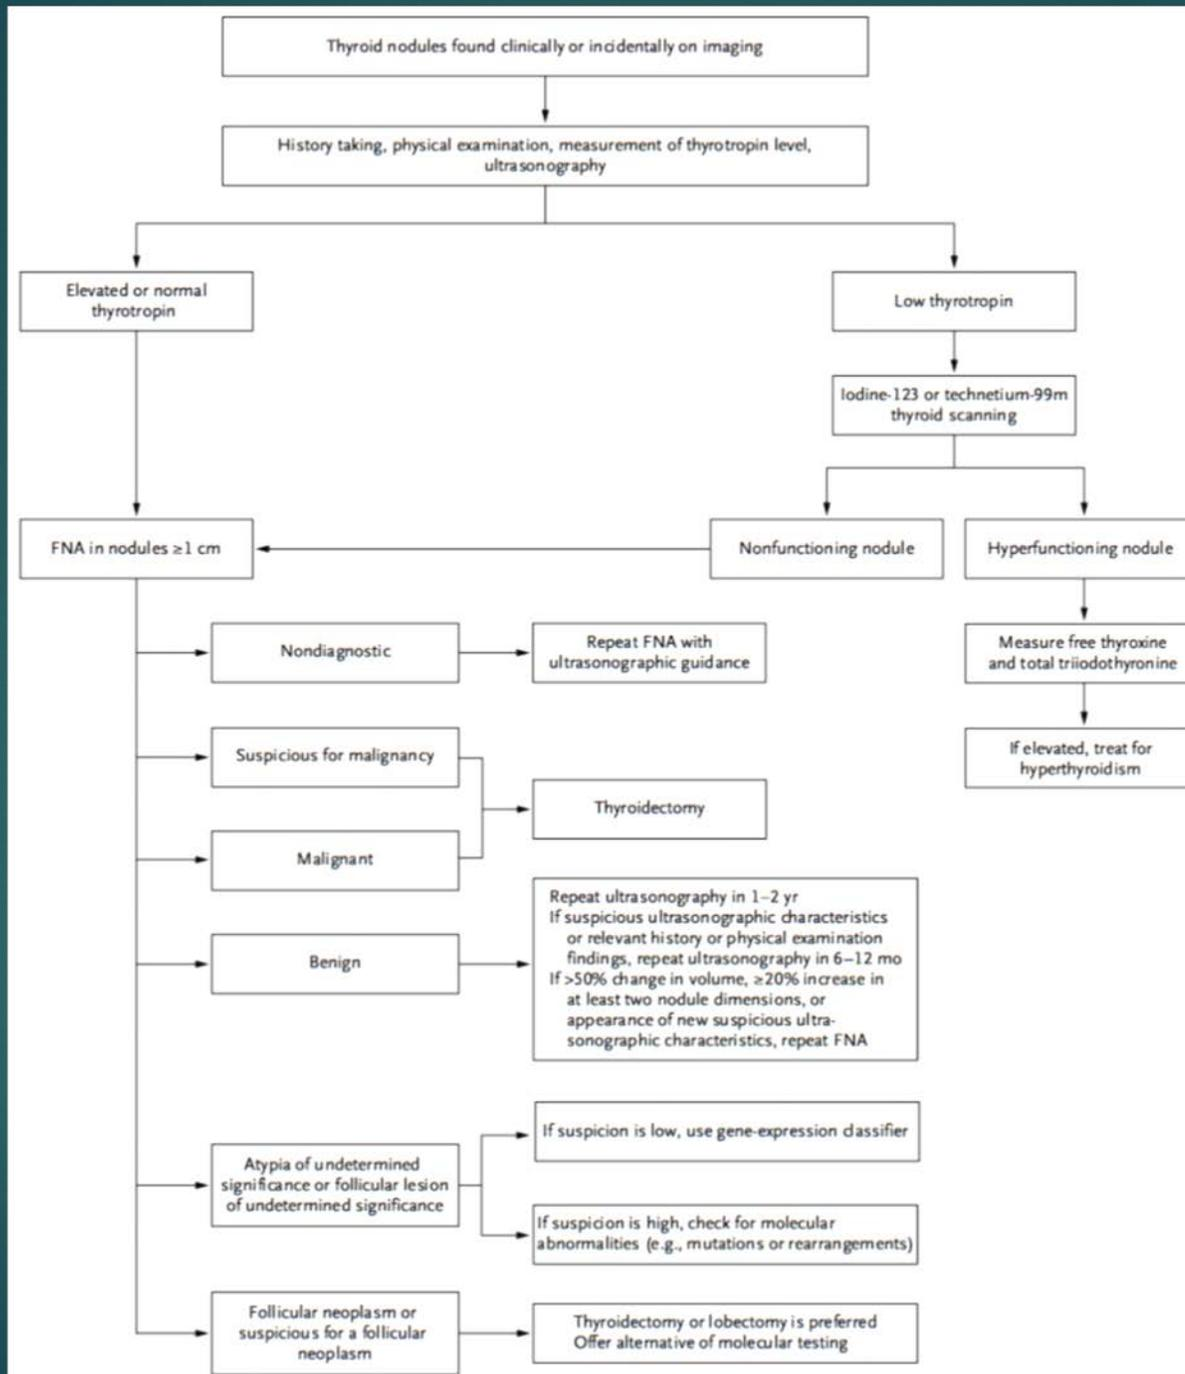 Thyroid nodules found clinically or incidentally on imaging
History taking, physical examination, measurement of thyrotropin level,
ultrasonography
Elevated or normal
thyrotropin
Low thyrotropin
Iodine-123 or technetium-99m
thyroid scanning
FNA in nodules ≥1 cm
Nonfunctioning nodule
Hyperfunctioning nodule
Nondiagnostic
Repeat FNA with
ultrasonographic guidance
Measure free thyroxine
and total triiodothyronine
Suspicious for malignancy
If elevated, treat for
hyperthyroidism
Thyroidectomy
Malignant
Benign
Repeat ultrasonography in 1–2 yr
If suspicious ultrasonographic characteristics
or relevant history or physical examination
findings, repeat ultrasonography in 6–12 mo
If >50% change in volume, ≥20% increase in
at least two nodule dimensions, or
appearance of new suspicious ultra-
sonographic characteristics, repeat FNA
Atypia of undetermined
significance or follicular lesion
of undetermined significance
If suspicion is low, use gene-expression classifier
If suspicion is high, check for molecular
abnormalities (e.g., mutations or rearrangements)
Follicular neoplasm or
suspicious for a follicular
neoplasm
Thyroidectomy or lobectomy is preferred
Offer alternative of molecular testing